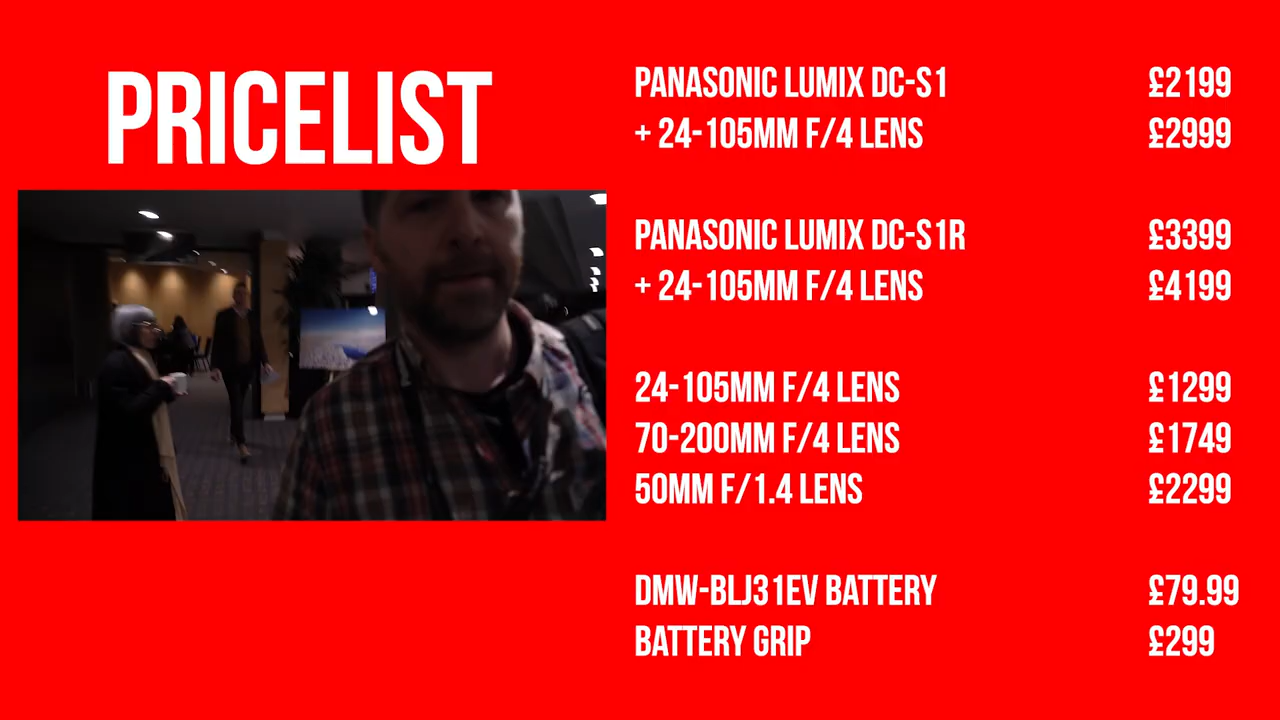 PRICELIST
PANASONIC LUMIX DC-S1 £2199
+ 24-105MM F/4 LENS £2999
PANASONIC LUMIX DC-S1R £3399
+ 24-105MM F/4 LENS £4199
24-105MM F/4 LENS £1299
70-200MM F/4 LENS £1749
50MM F/1.4 LENS £2299
DMW-BLJ31EV BATTERY £79.99
BATTERY GRIP £299